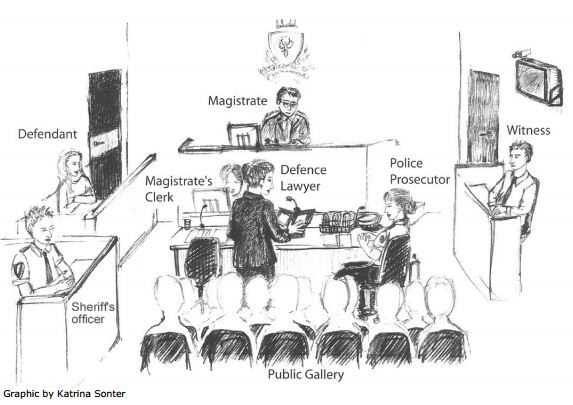 Magistrate
Defendant
Witness
Magistrate's
Clerk
Defence
Lawyer
Police
Prosecutor
Sheriff's
officer
Public Gallery
Graphic by Katrina Sonter